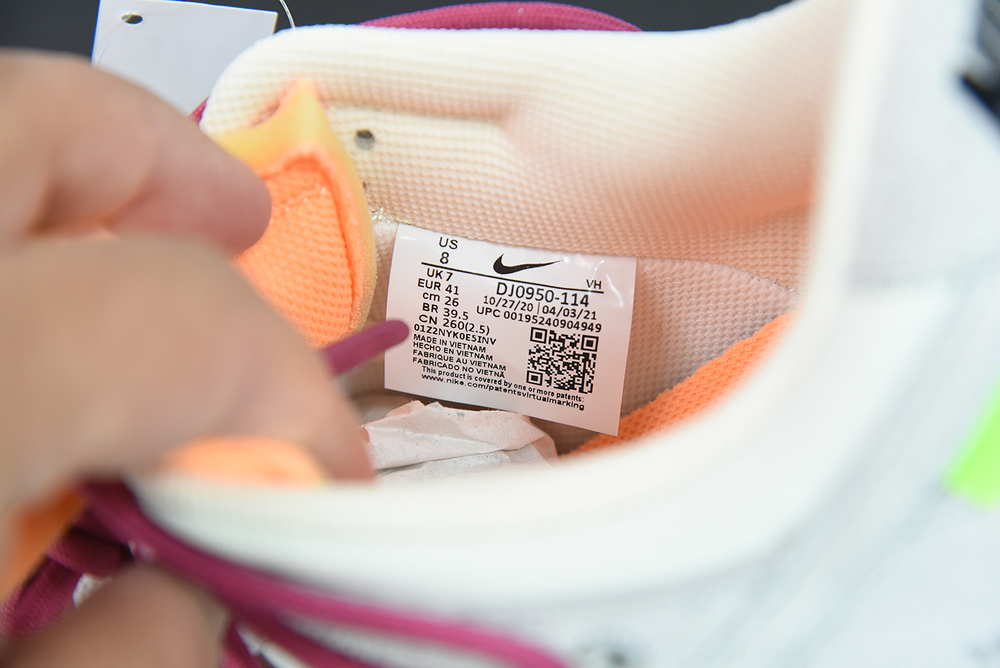 US
8
UK 7
EUR 41
cm 26
BR 39.5
CN 260(2.5)
VH
DJ0950-114
10/27/20 | 04/03/21
UPC 00195240904949
01Z2NYK0E5INV
MADE IN VIETNAM
HECHO EN VIETNAM
FABRIQUE AU VIETNAM
FABRICADO NO VIETNÃ
This product is covered by one or more patents:
www.nike.com/patentsvirtualmarking